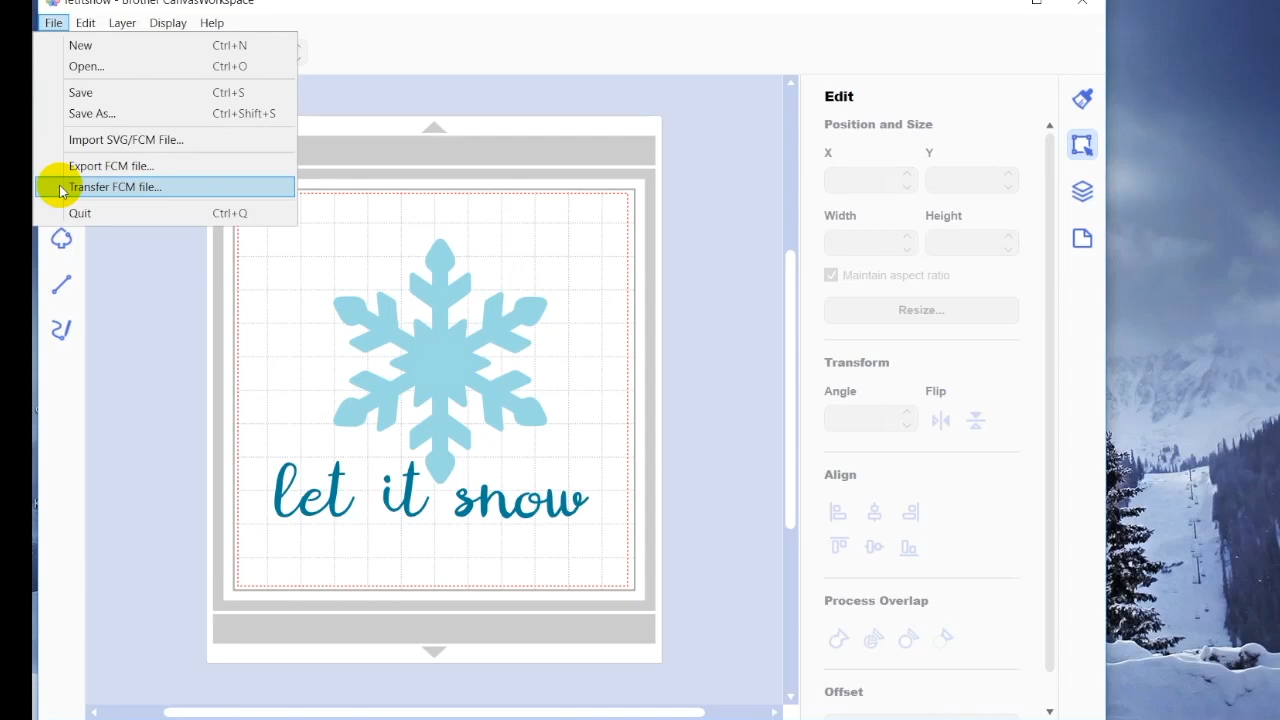 letitsnow - Brother CanvasWorkspace
File Edit Layer Display Help
New Ctrl+N
Open... Ctrl+O
Save Ctrl+S
Save As... Ctrl+Shift+S
Import SVG/FCM File...
Export FCM file...
Transfer FCM file...
Quit Ctrl+Q
let it snow
Edit
Position and Size
X Y
Width Height
Maintain aspect ratio
Resize...
Transform
Angle Flip
Align
Process Overlap
Offset